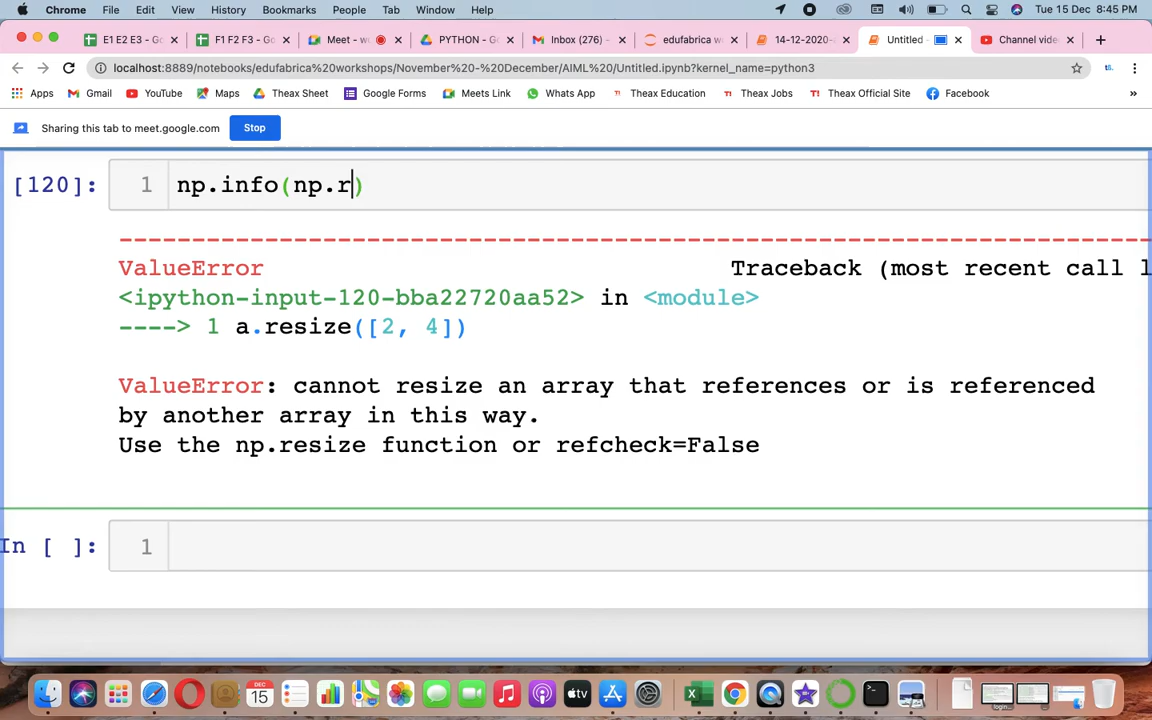 Chrome File Edit View History Bookmarks People Tab Window Help Tue 15 Dec 8:45 PM
E1 E2 E3 - Go F1 F2 F3 - Go Meet - w PYTHON - G Inbox (276) - edufabrica w 14-12-2020- Untitled - Channel vide
localhost:8889/notebooks/edufabrica%20workshops/November%20-%20December/AIML%20/Untitled.ipynb?kernel_name=python3
Apps Gmail YouTube Maps Theax Sheet Google Forms Meets Link Whats App Theax Education Theax Jobs Theax Official Site Facebook »
Sharing this tab to meet.google.com Stop
[120]: 1 np.info(np.r)
ValueError Traceback (most recent call l
<ipython-input-120-bba22720aa52> in <module>
----> 1 a.resize([2, 4])
ValueError: cannot resize an array that references or is referenced
by another array in this way.
Use the np.resize function or refcheck=False
In [ ]: 1
DEC
15
tv